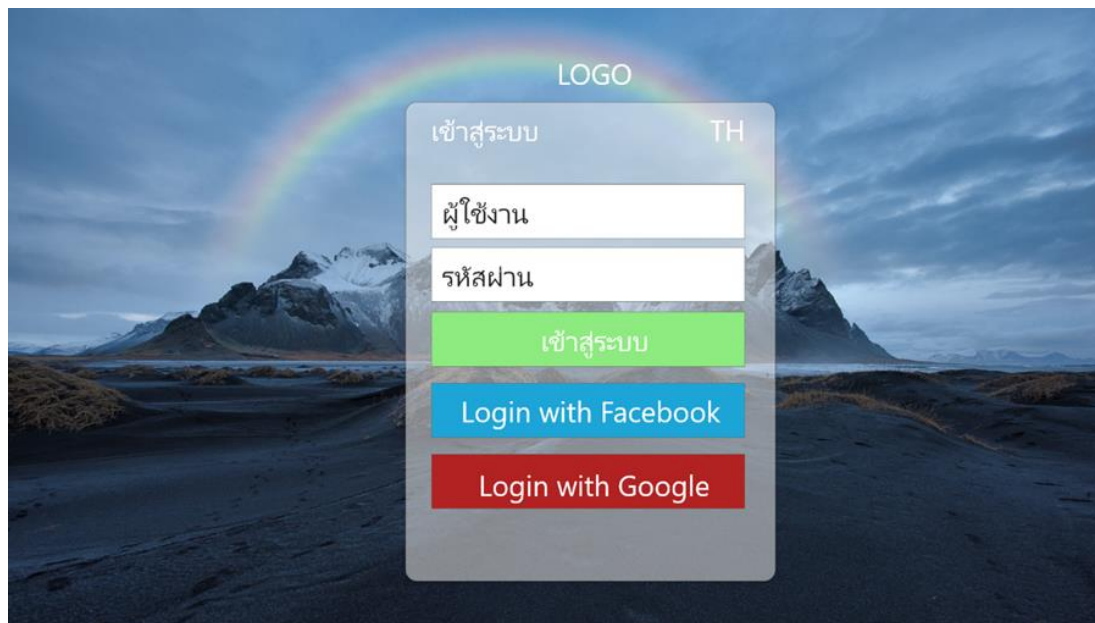 LOGO
เข้าสู่ระบบ TH
ผู้ใช้งาน
รหัสผ่าน
เข้าสู่ระบบ
Login with Facebook
Login with Google